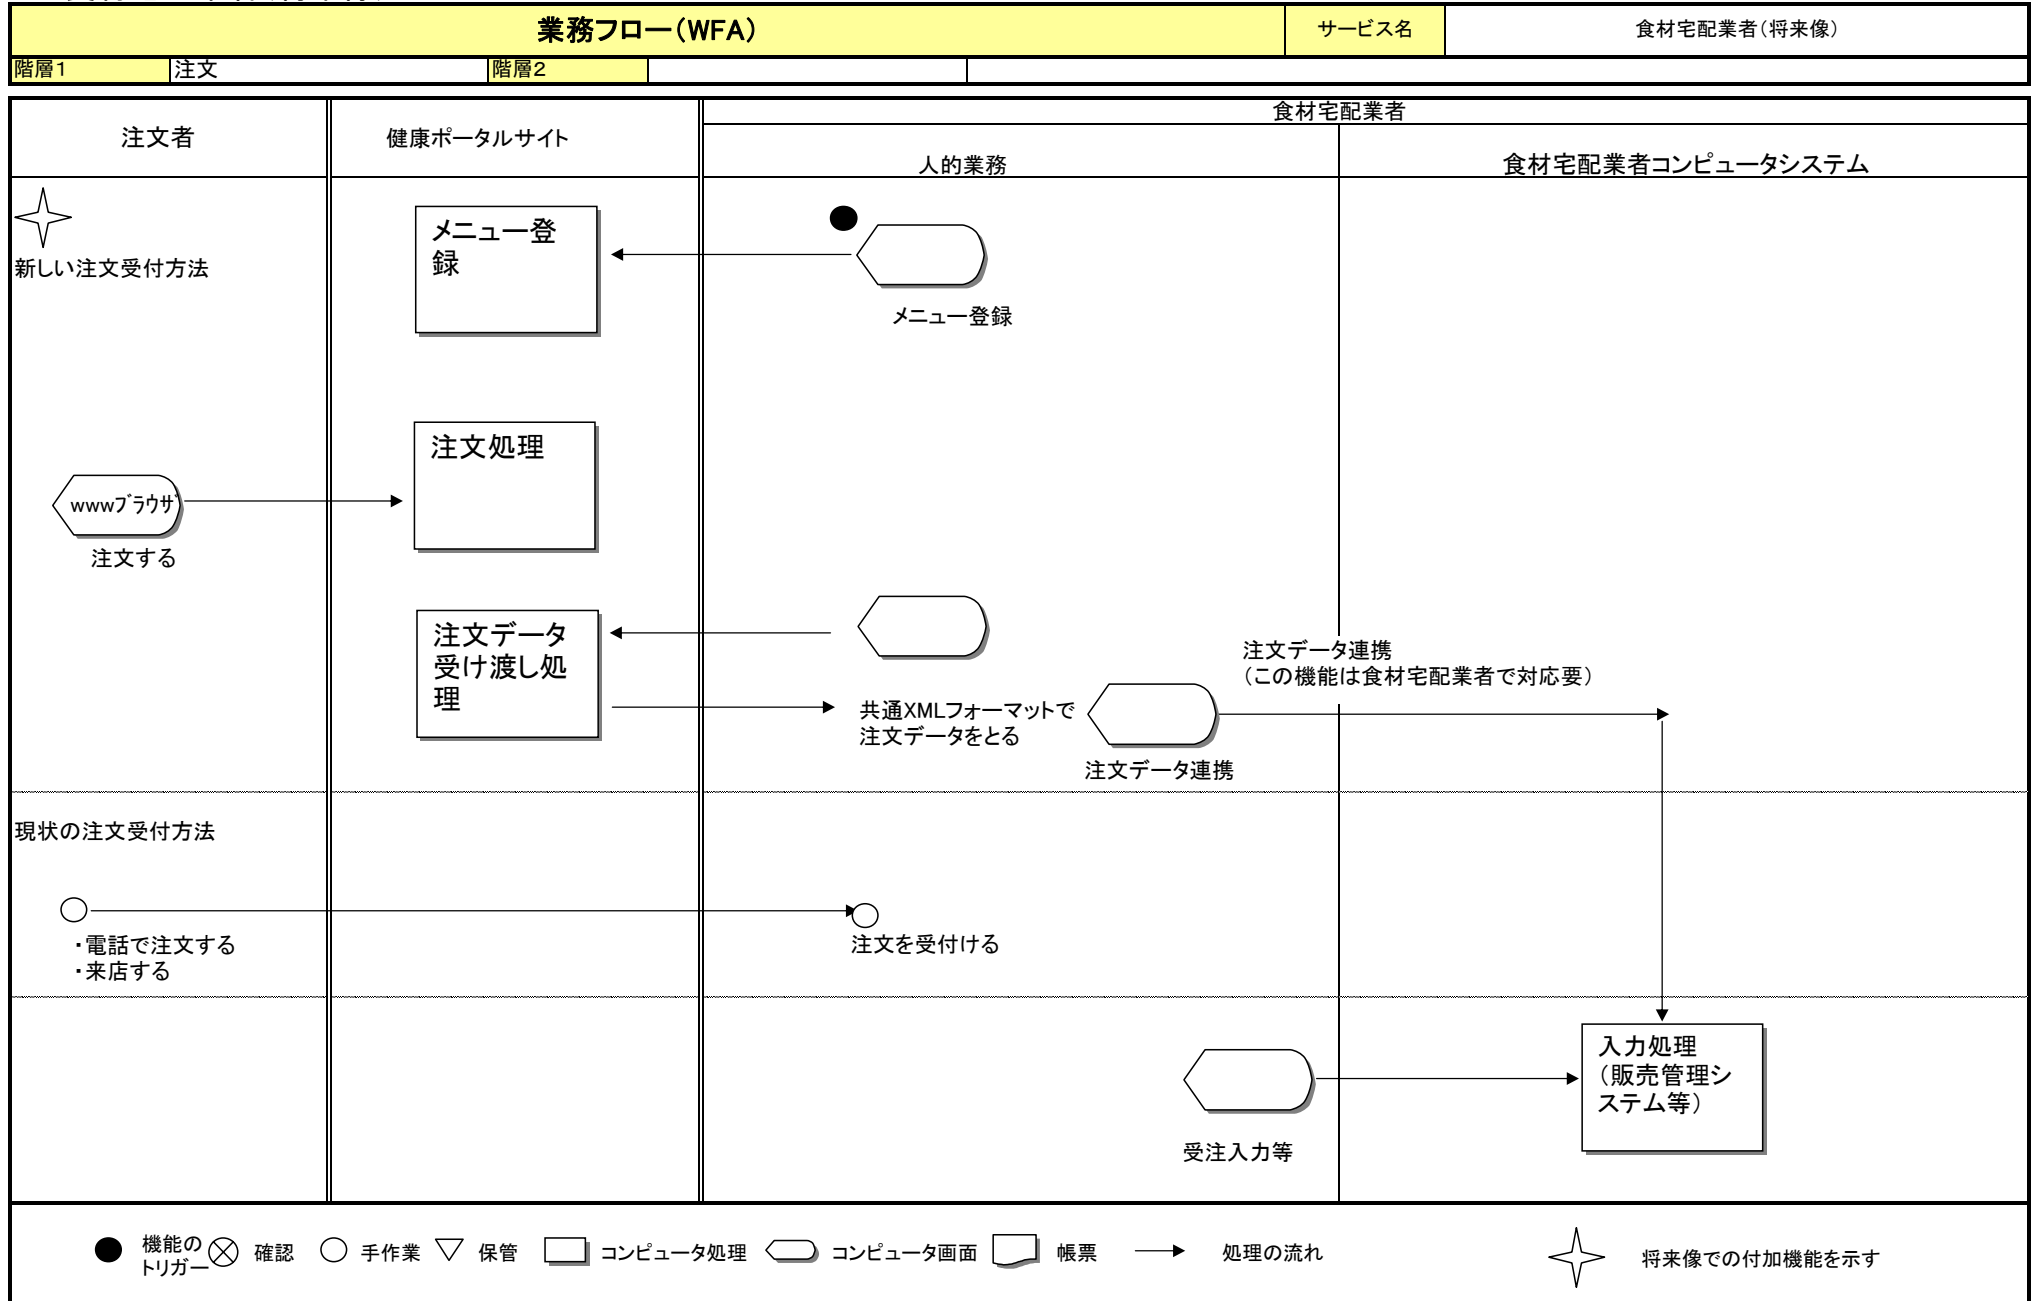 業務フロー（WFA）
サービス名
食材宅配業者（将来像）
階層１
注文
階層２
注文者
健康ポータルサイト
食材宅配業者
人的業務
食材宅配業者コンピュータシステム
新しい注文受付方法
メニュー登
録
メニュー登録
注文処理
wwwﾌﾞﾗｳｻﾞ
注文する
注文データ
受け渡し処
理
共通XMLフォーマットで
注文データをとる
注文データ連携
（この機能は食材宅配業者で対応要）
注文データ連携
現状の注文受付方法
・電話で注文する
・来店する
注文を受付ける
入力処理
（販売管理シ
ステム等）
受注入力等
機能の
トリガー
確認
手作業
保管
コンピュータ処理
コンピュータ画面
帳票
処理の流れ
将来像での付加機能を示す